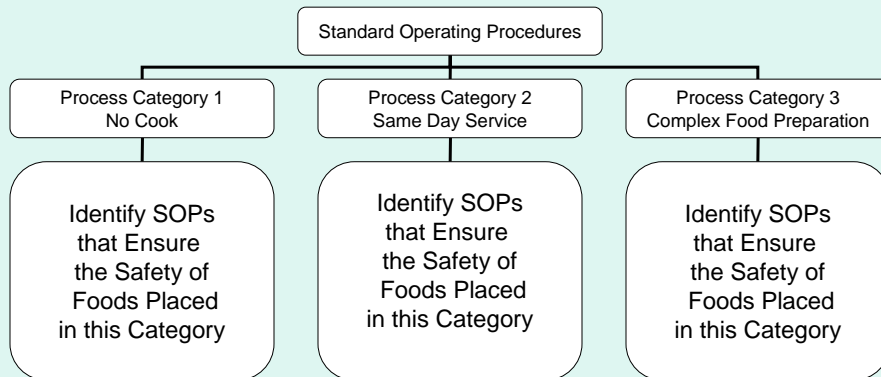 Standard Operating Procedures
Process Category 1
No Cook
Process Category 2
Same Day Service
Process Category 3
Complex Food Preparation
Identify SOPs
that Ensure
the Safety of
Foods Placed
in this Category
Identify SOPs
that Ensure
the Safety of
Foods Placed
in this Category
Identify SOPs
that Ensure
the Safety of
Foods Placed
in this Category